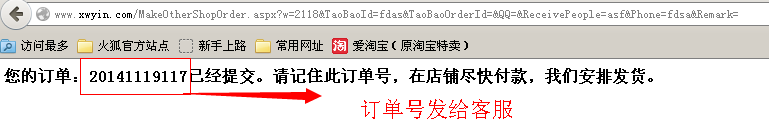 www.xwyin.com/MakeOtherShopOrder.aspx?w=2118&TaoBaoId=fdas&TaoBaoOrderId=&QQ=&ReceivePeople=asf&Phone=fdsa&Remark=
访问最多 火狐官方站点 新手上路 常用网址 淘 爱淘宝（原淘宝特卖）
您的订单：20141119117已经提交。请记住此订单号，在店铺尽快付款，我们安排发货。
订单号发给客服